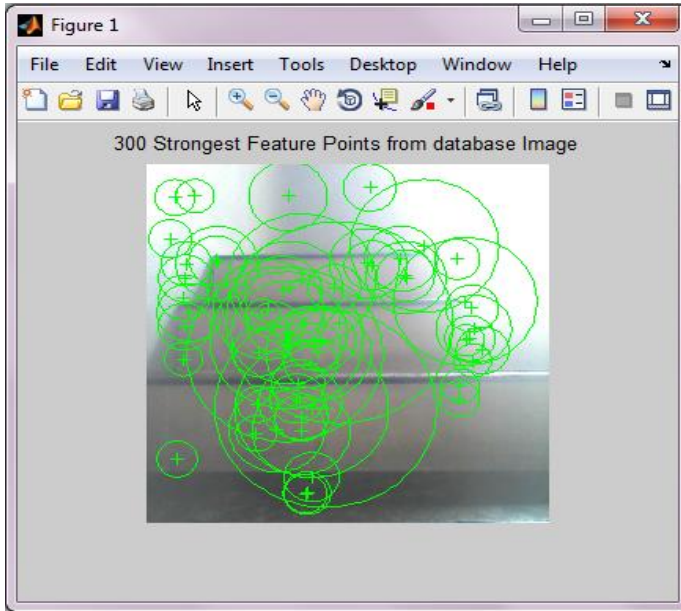 Figure 1
File Edit View Insert Tools Desktop Window Help
300 Strongest Feature Points from database Image